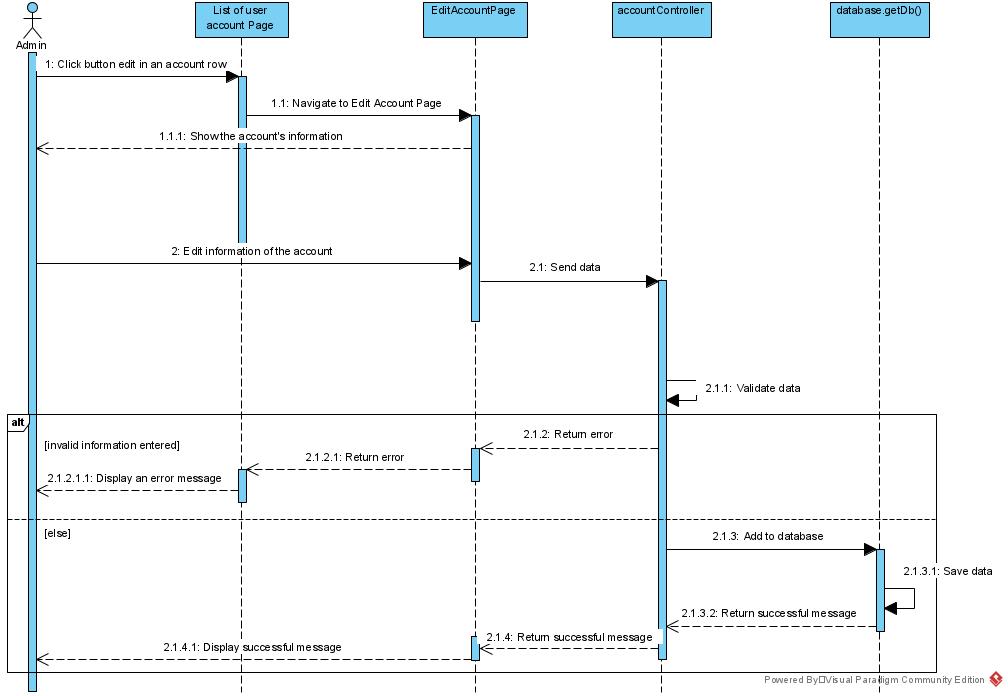 List of user
account Page
EditAccountPage
accountController
database.getDb()
Admin
1: Click button edit in an account row
1.1: Navigate to Edit Account Page
1.1.1: Show the account's information
2: Edit information of the account
2.1: Send data
2.1.1: Validate data
alt
[invalid information entered]
2.1.2: Return error
2.1.2.1: Return error
2.1.2.1.1: Display an error message
[else]
2.1.3: Add to database
2.1.3.1: Save data
2.1.3.2: Return successful message
2.1.4: Return successful message
2.1.4.1: Display successful message
Powered By Visual Paradigm Community Edition